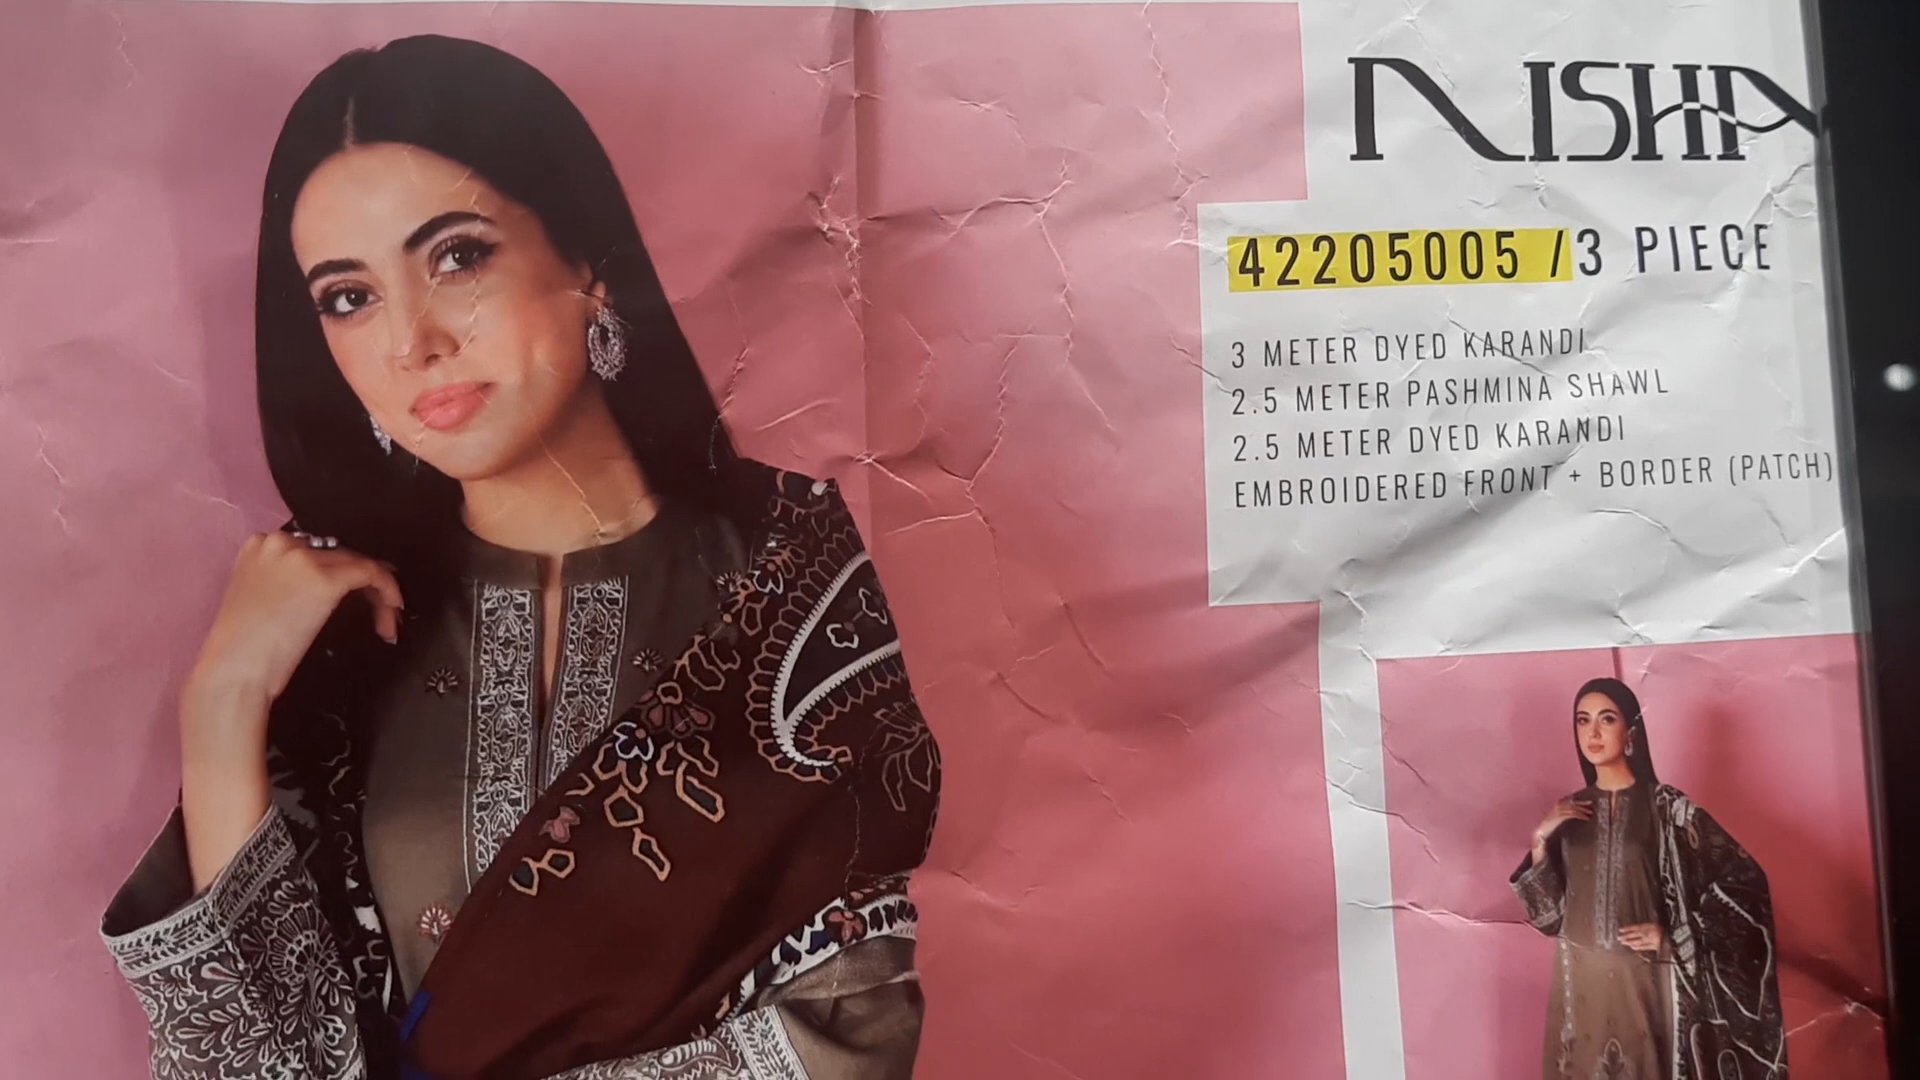 NISHA
42205005 / 3 PIECE
3 METER DYED KARANDI
2.5 METER PASHMINA SHAWL
2.5 METER DYED KARANDI
EMBROIDERED FRONT + BORDER (PATCH)